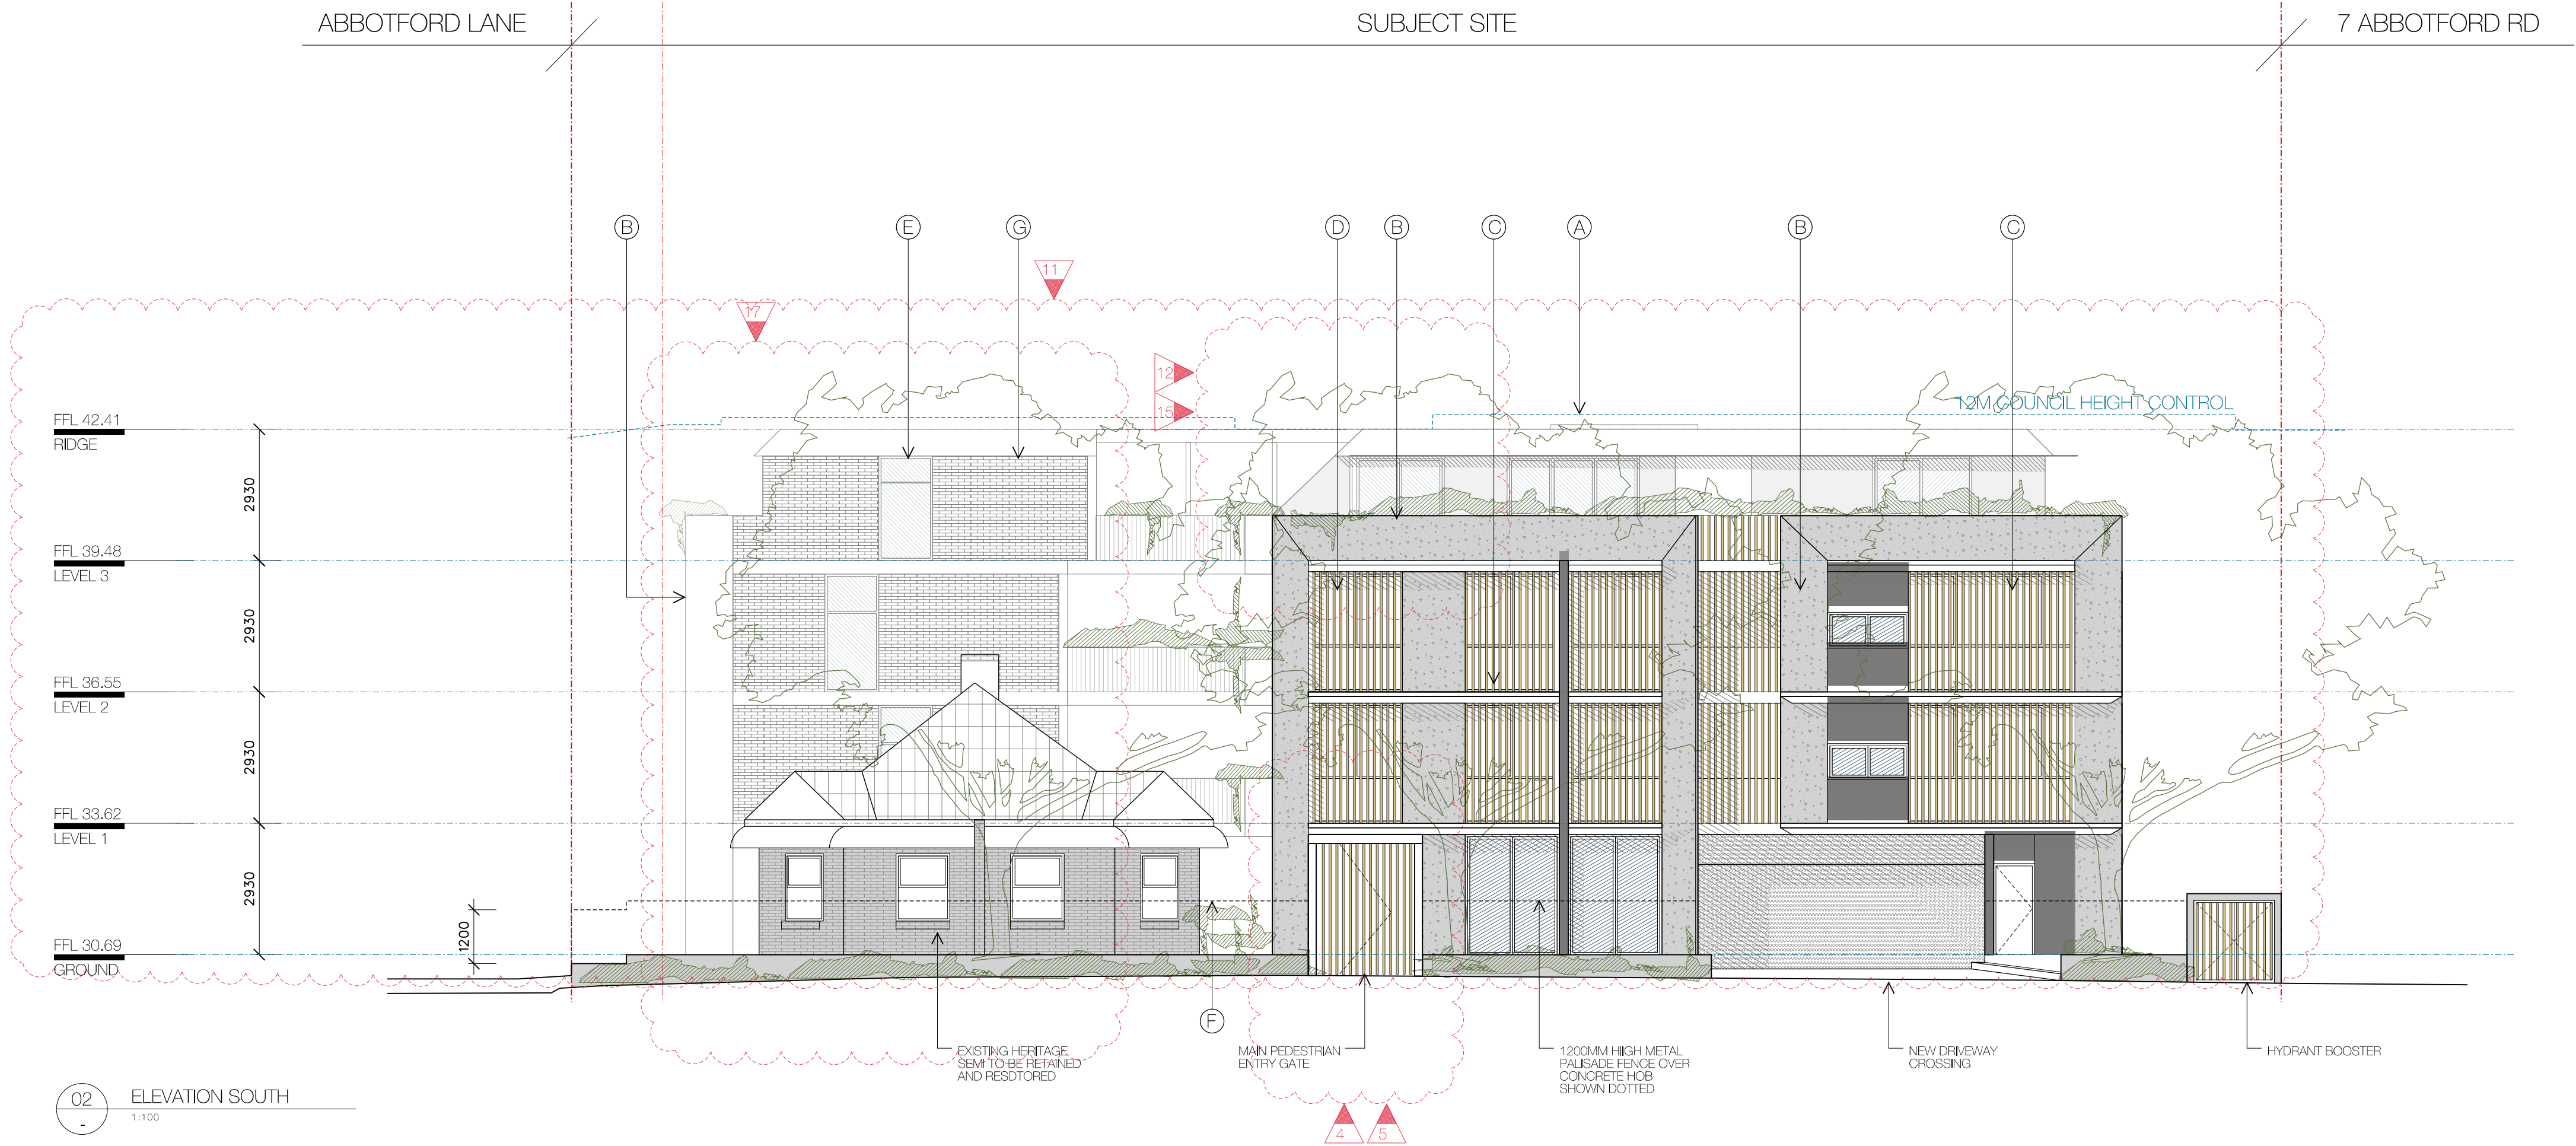 ABBOTFORD LANE
SUBJECT SITE
7 ABBOTFORD RD
B
E
G
D
B
C
A
B
C
11
17
12
15
12M COUNCIL HEIGHT CONTROL
FFL 42.41
RIDGE
2930
FFL 39.48
LEVEL 3
2930
FFL 36.55
LEVEL 2
2930
FFL 33.62
LEVEL 1
2930
1200
FFL 30.69
GROUND
F
EXISTING HERITAGE
SEMI TO BE RETAINED
AND RESDTORED
MAIN PEDESTRIAN
ENTRY GATE
1200MM HIIGH METAL
PALISADE FENCE OVER
CONCRETE HOB
SHOWN DOTTED
NEW DRIVEWAY
CROSSING
HYDRANT BOOSTER
02
-
ELEVATION SOUTH
1:100
4
5